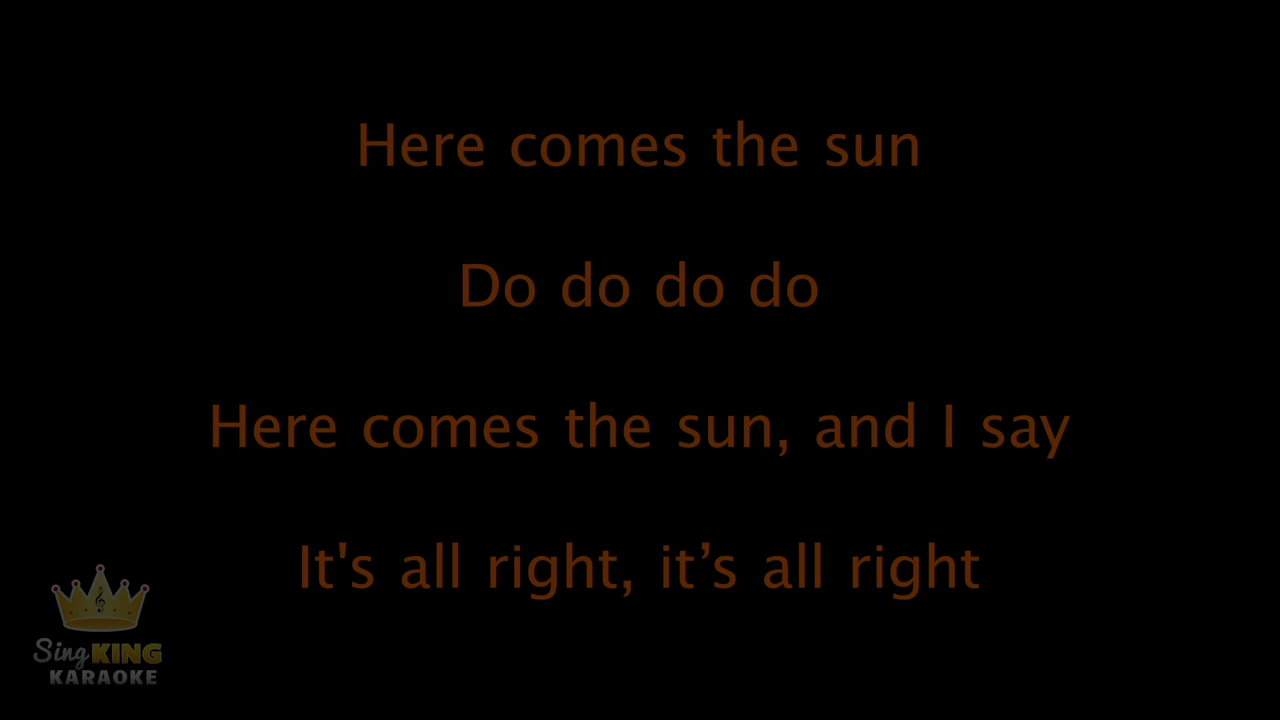 Here comes the sun
Do do do do
Here comes the sun, and I say
It's all right, it’s all right
Sing KING
KARAOKE